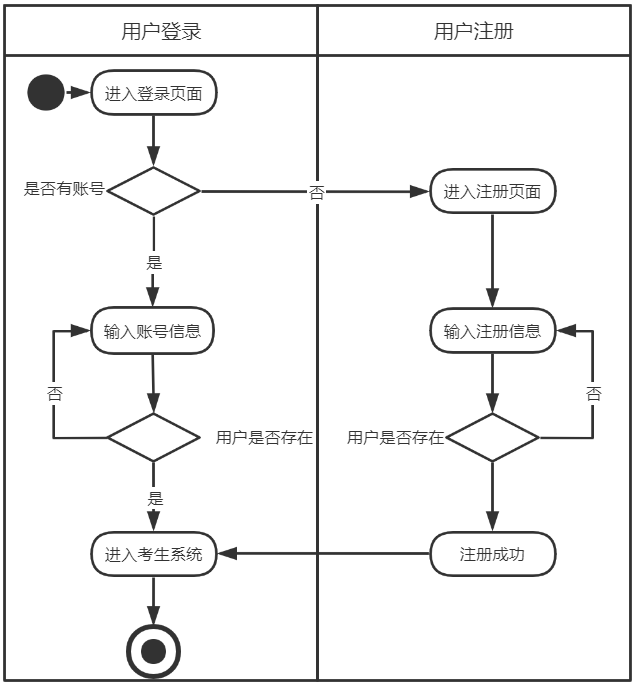 用户登录
用户注册
进入登录页面
是否有账号
否
进入注册页面
是
输入账号信息
输入注册信息
否
否
用户是否存在
用户是否存在
是
进入考生系统
注册成功